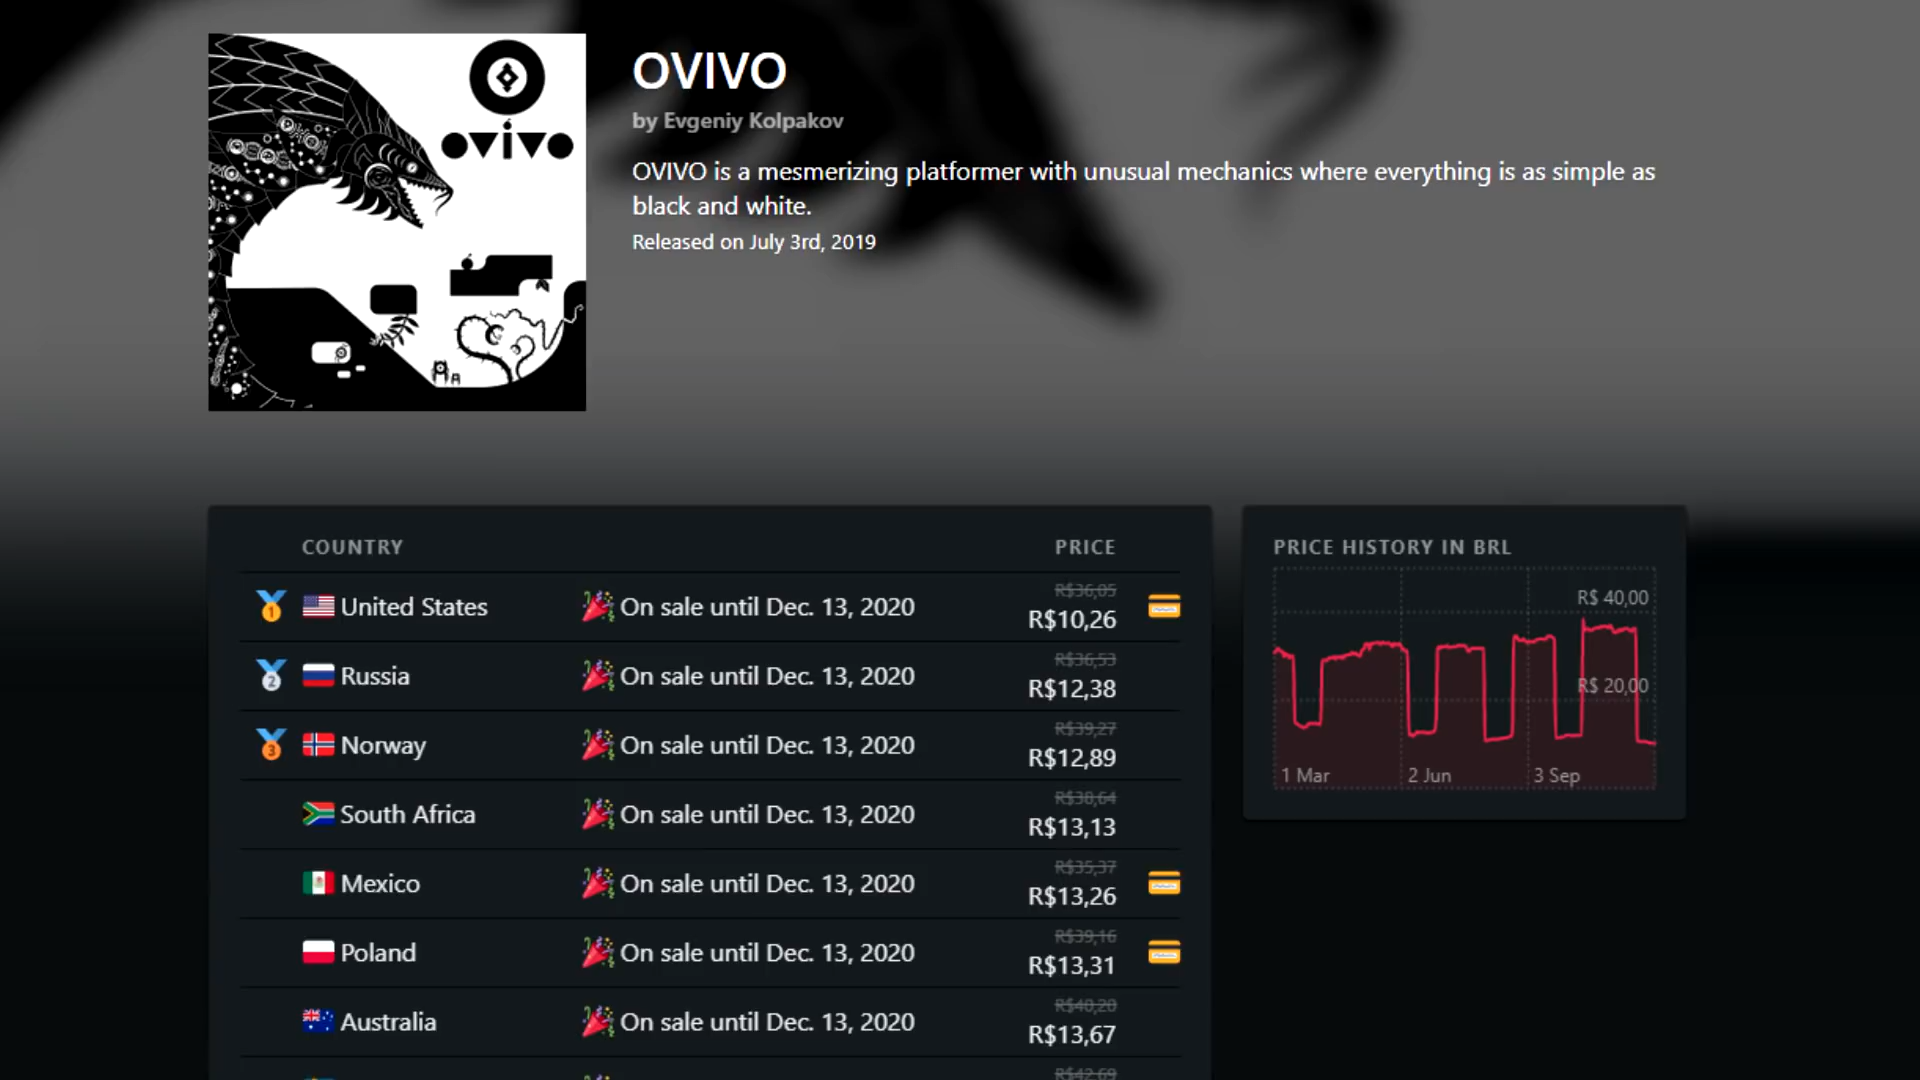 ovivo
OVIVO
by Evgeniy Kolpakov
OVIVO is a mesmerizing platformer with unusual mechanics where everything is as simple as
black and white.
Released on July 3rd, 2019
COUNTRY PRICE
1 United States On sale until Dec. 13, 2020 R$36,05
R$10,26
2 Russia On sale until Dec. 13, 2020 R$36,53
R$12,38
3 Norway On sale until Dec. 13, 2020 R$39,27
R$12,89
South Africa On sale until Dec. 13, 2020 R$38,64
R$13,13
Mexico On sale until Dec. 13, 2020 R$35,37
R$13,26
Poland On sale until Dec. 13, 2020 R$39,16
R$13,31
Australia On sale until Dec. 13, 2020 R$40,20
R$13,67
R$42,69
PRICE HISTORY IN BRL
R$ 40,00
R$ 20,00
1 Mar 2 Jun 3 Sep